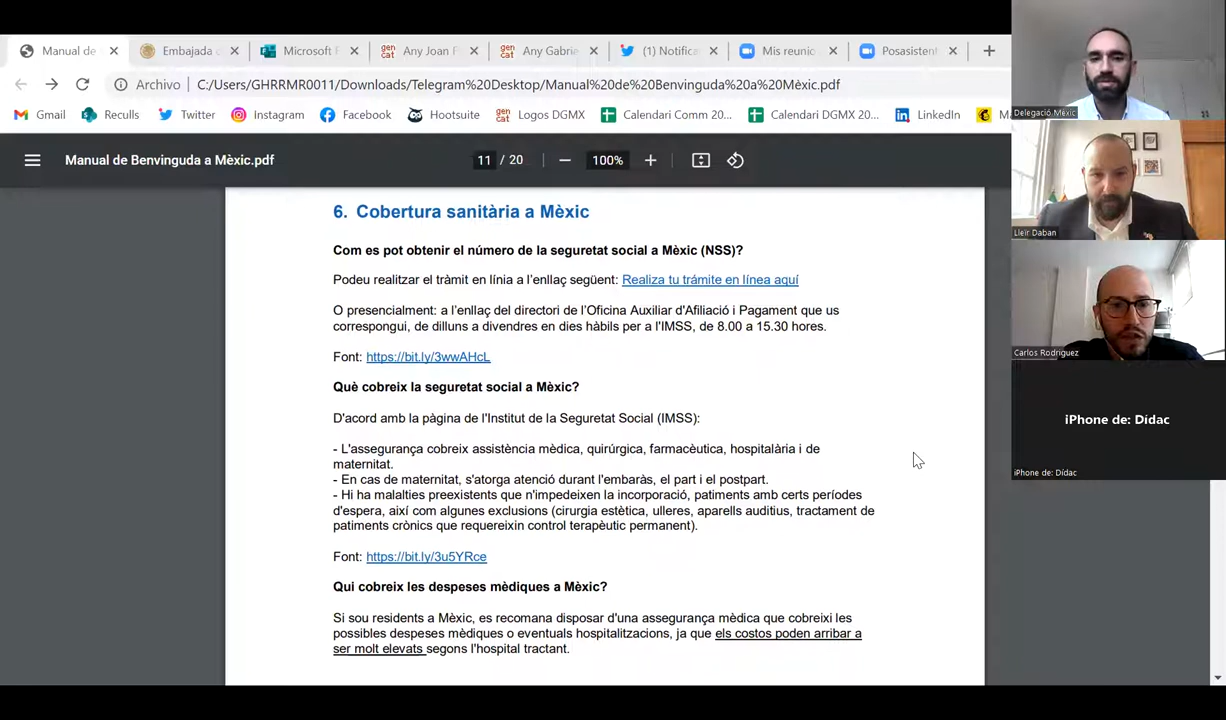 Manual de
Embajada
Microsoft F
gen cat
Any Joan F
gen cat
Any Gabrie
(1) Notifica
Mis reunio
Posasistent
Archivo
C:/Users/GHRRMR0011/Downloads/Telegram%20Desktop/Manual%20de%20Benvinguda%20a%20Mèxic.pdf
Gmail
Reculls
Twitter
Instagram
Facebook
Hootsuite
gen cat
Logos DGMX
Calendari Comm 20...
Calendari DGMX 20...
LinkedIn
Manual de Benvinguda a Mèxic.pdf
11 / 20
100%
6. Cobertura sanitària a Mèxic
Com es pot obtenir el número de la seguretat social a Mèxic (NSS)?
Podeu realitzar el tràmit en línia a l'enllaç següent: Realiza tu trámite en línea aquí
O presencialment: a l'enllaç del directori de l'Oficina Auxiliar d'Afiliació i Pagament que us
correspongui, de dilluns a divendres en dies hàbils per a l'IMSS, de 8.00 a 15.30 hores.
Font: https://bit.ly/3wwAHcL
Què cobreix la seguretat social a Mèxic?
D'acord amb la pàgina de l'Institut de la Seguretat Social (IMSS):
- L'assegurança cobreix assistència mèdica, quirúrgica, farmacèutica, hospitalària i de
maternitat.
- En cas de maternitat, s'atorga atenció durant l'embaràs, el part i el postpart.
- Hi ha malalties preexistents que n'impedeixen la incorporació, patiments amb certs períodes
d'espera, així com algunes exclusions (cirurgia estètica, ulleres, aparells auditius, tractament de
patiments crònics que requereixin control terapèutic permanent).
Font: https://bit.ly/3u5YRce
Qui cobreix les despeses mèdiques a Mèxic?
Si sou residents a Mèxic, es recomana disposar d'una assegurança mèdica que cobreixi les
possibles despeses mèdiques o eventuals hospitalitzacions, ja que els costos poden arribar a
ser molt elevats segons l'hospital tractant.
Delegació Mèxic
Lleïr Daban
Carlos Rodriguez
iPhone de: Dídac
iPhone de: Dídac